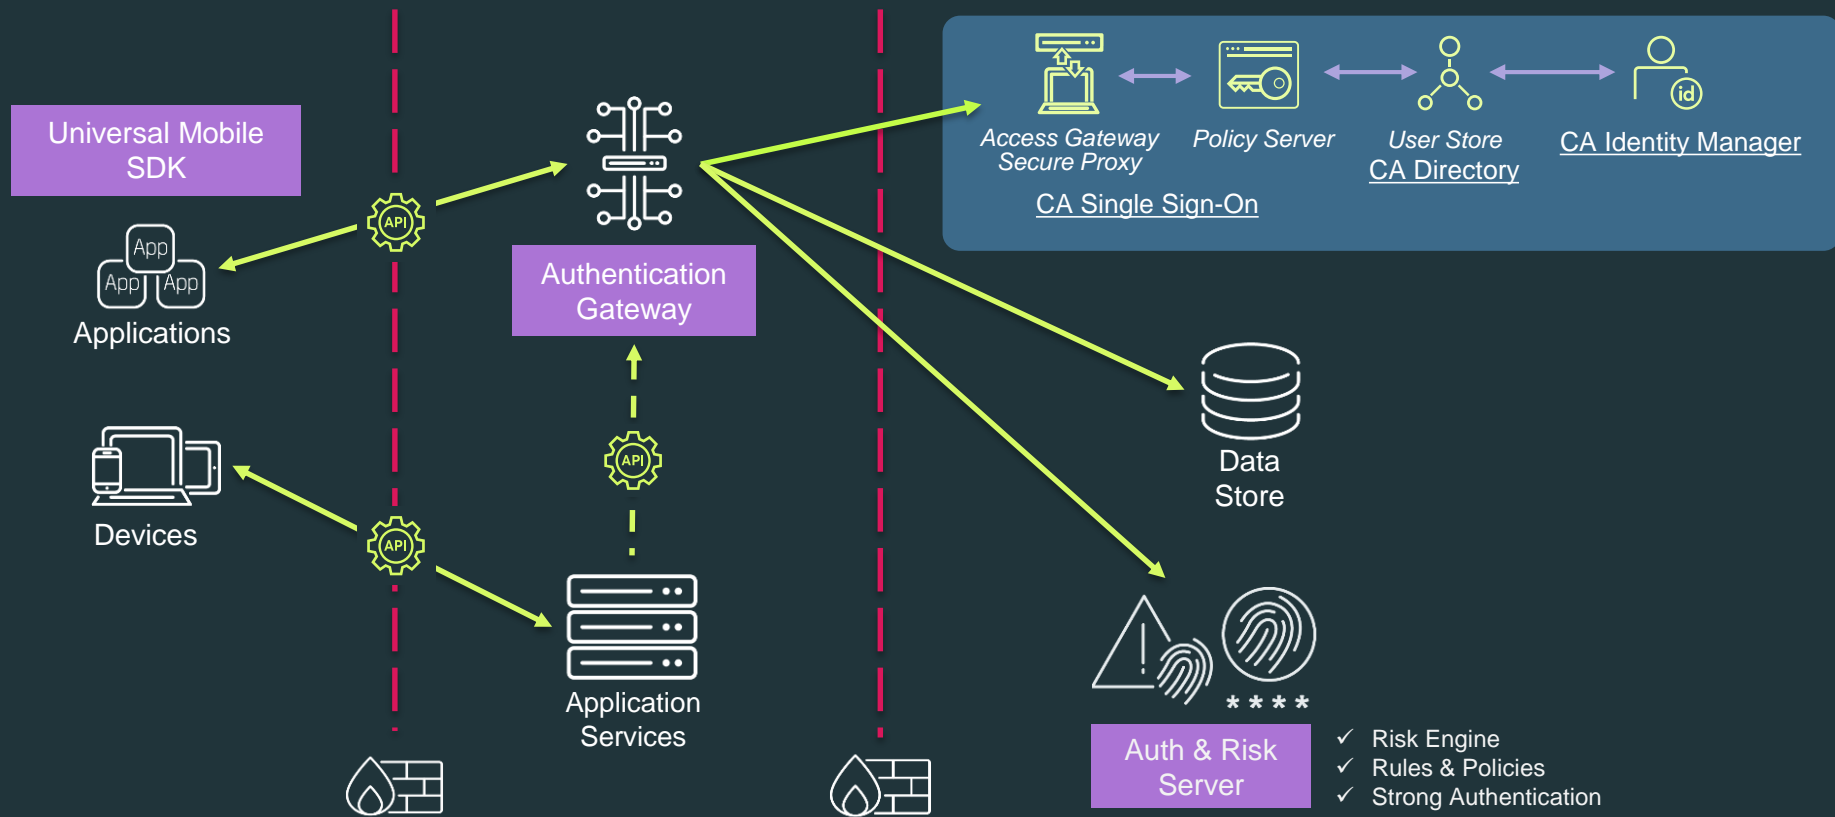 Universal Mobile
SDK
API
App
App
App
Applications
Devices
API
Authentication
Gateway
API
Application
Services
id
Access Gateway
Secure Proxy
Policy Server
User Store
CA Directory
CA Identity Manager
CA Single Sign-On
Data
Store
* * * *
Auth & Risk
Server
✓ Risk Engine
✓ Rules & Policies
✓ Strong Authentication